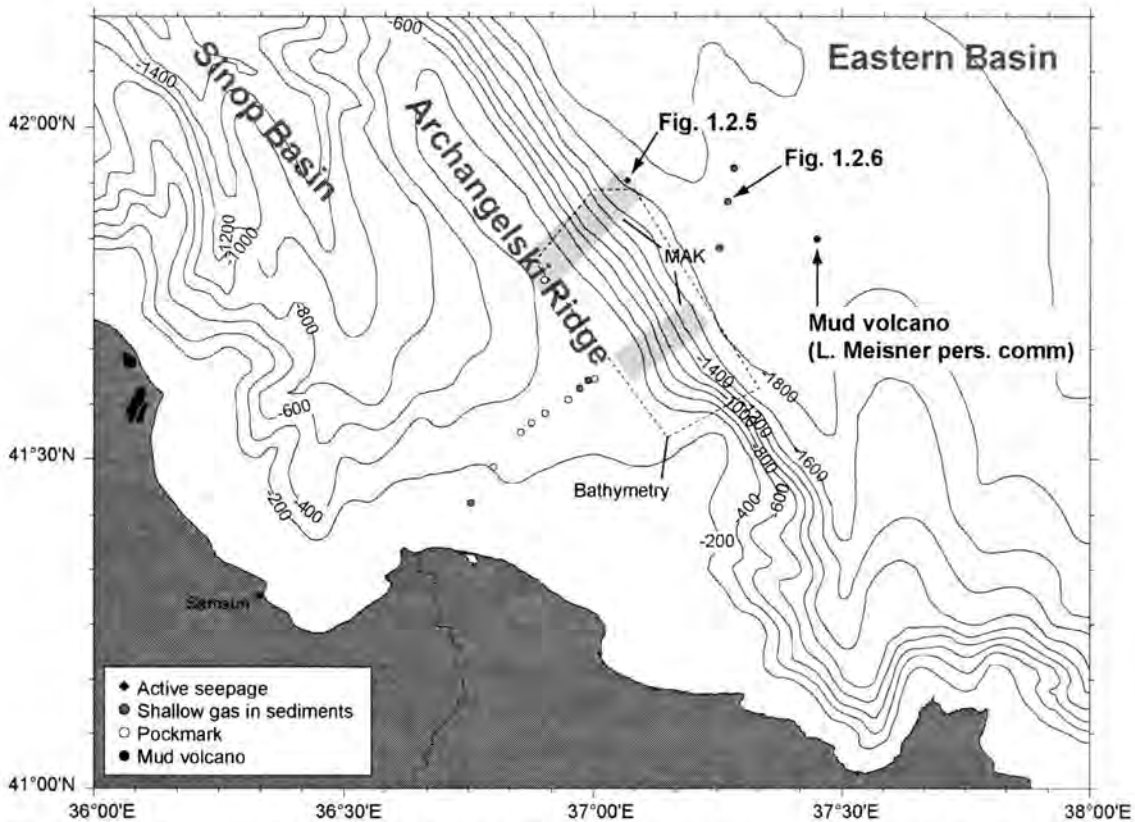 -600
-1400
Sinop Basin
Archangelski Ridge
Eastern Basin
42°00'N
Fig. 1.2.5
Fig. 1.2.6
-1200
-1000
MAK
-800
Mud volcano
(L. Meisner pers. comm)
-1400
-1800
-600
-1000
-1200
41°30'N
-800
-1600
Bathymetry
-200
-400
-400
-600
-200
Samsun
Active seepage
Shallow gas in sediments
Pockmark
Mud volcano
41°00'N
36°00'E
36°30'E
37°00'E
37°30'E
38°00'E